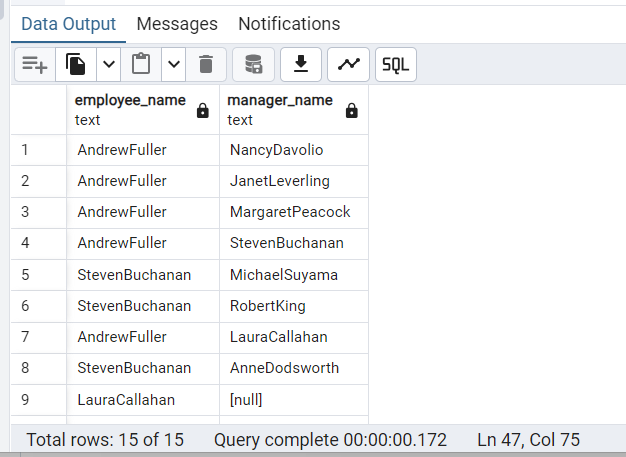 Data Output Messages Notifications
SQL
employee_name manager_name
text text
1 AndrewFuller NancyDavolio
2 AndrewFuller JanetLeverling
3 AndrewFuller MargaretPeacock
4 AndrewFuller StevenBuchanan
5 StevenBuchanan MichaelSuyama
6 StevenBuchanan RobertKing
7 AndrewFuller LauraCallahan
8 StevenBuchanan AnneDodsworth
9 LauraCallahan [null]
Total rows: 15 of 15 Query complete 00:00:00.172 Ln 47, Col 75